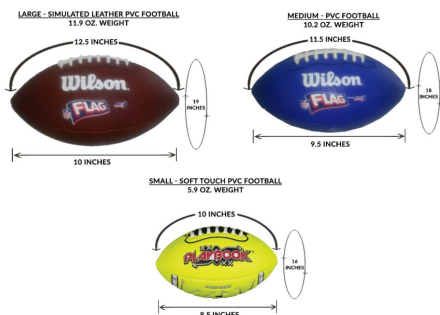 LARGE - SIMULATED LEATHER PVC FOOTBALL
11.9 OZ. WEIGHT
12.5 INCHES
Wilson
FLAG
19
INCHES
10 INCHES
MEDIUM - PVC FOOTBALL
10.2 OZ. WEIGHT
11.5 INCHES
Wilson
FLAG
18
INCHES
9.5 INCHES
SMALL - SOFT TOUCH PVC FOOTBALL
5.9 OZ. WEIGHT
10 INCHES
PLAYBOOK
16
INCHES
8.5 INCHES